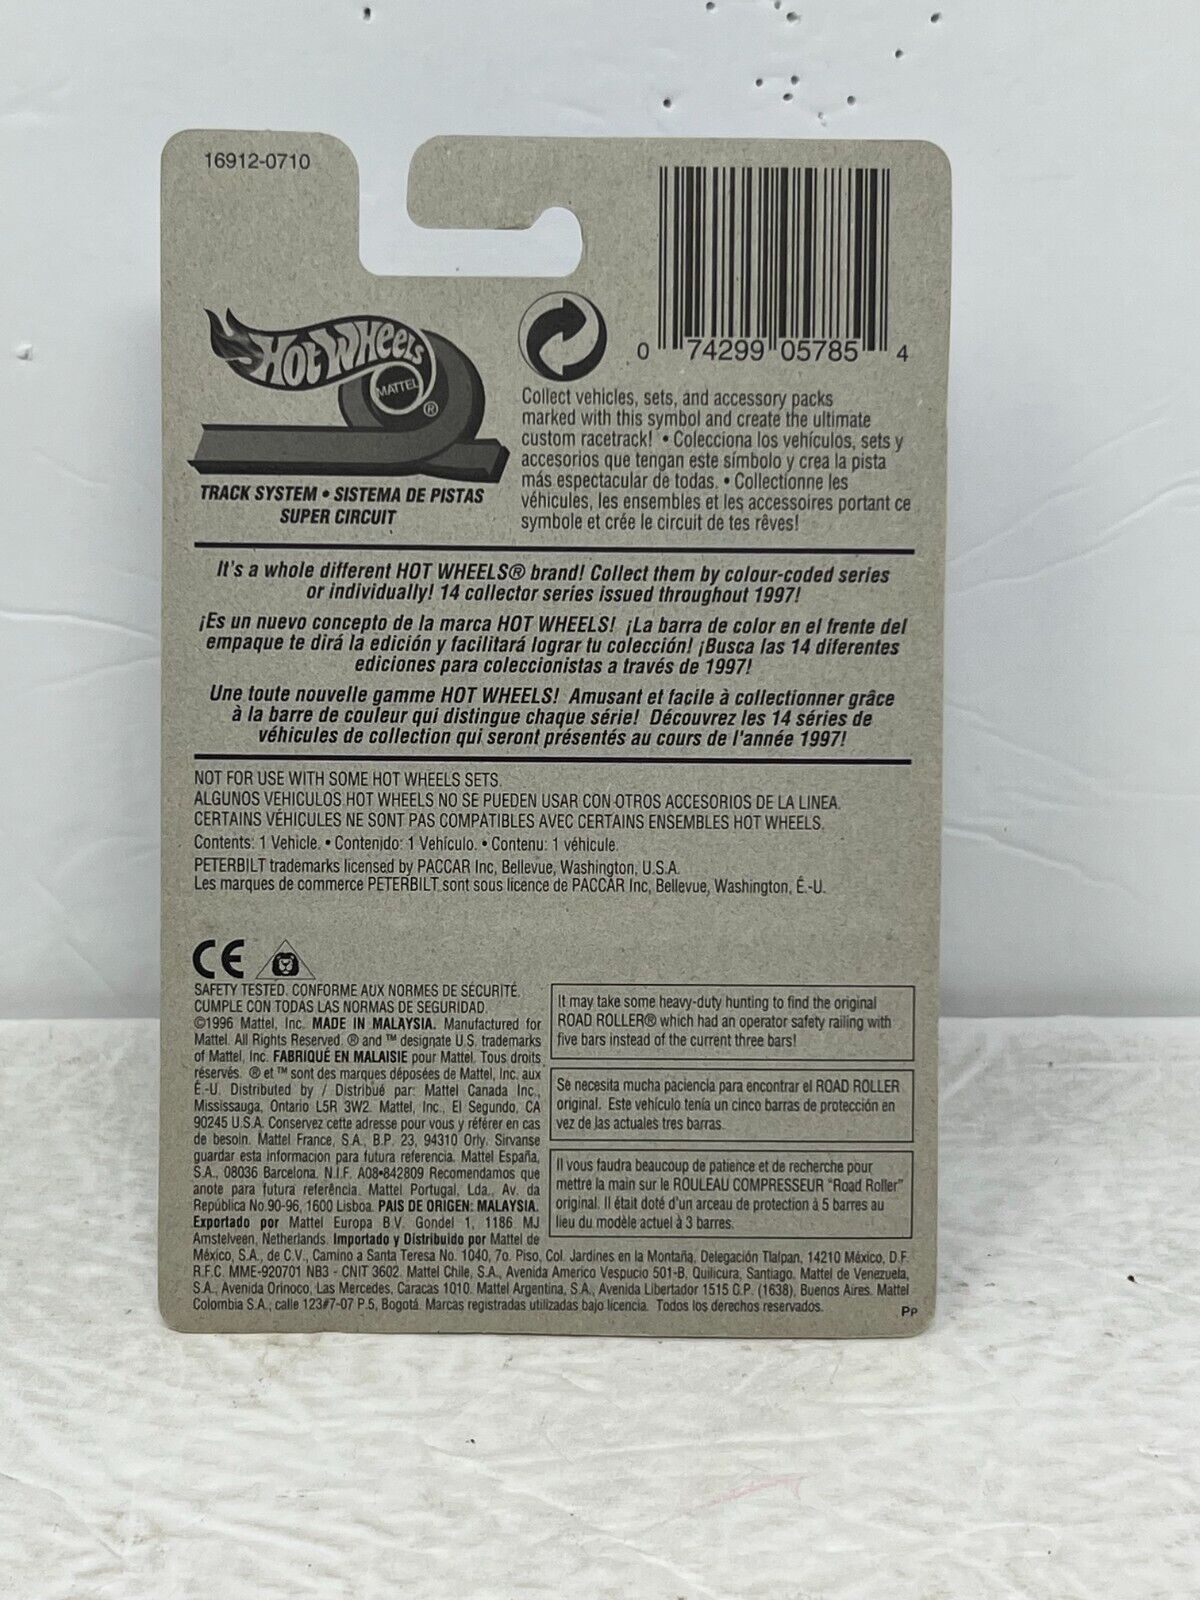 16912-0710
0 74299 05785 4
HOT WHEELS
MATTEL
®
TRACK SYSTEM • SISTEMA DE PISTAS
SUPER CIRCUIT
Collect vehicles, sets, and accessory packs
marked with this symbol and create the ultimate
custom racetrack! • Colecciona los vehículos, sets y
accesorios que tengan este símbolo y crea la pista
más espectacular de todas. • Collectionne les
véhicules, les ensembles et les accessoires portant ce
symbole et crée le circuit de tes rêves!
It's a whole different HOT WHEELS® brand! Collect them by colour-coded series
or individually! 14 collector series issued throughout 1997!
¡Es un nuevo concepto de la marca HOT WHEELS! ¡La barra de color en el frente del
empaque te dirá la edición y facilitará lograr tu colección! ¡Busca las 14 diferentes
ediciones para coleccionistas a través de 1997!
Une toute nouvelle gamme HOT WHEELS! Amusant et facile à collectionner grâce
à la barre de couleur qui distingue chaque série! Découvrez les 14 séries de
véhicules de collection qui seront présentés au cours de l'année 1997!
NOT FOR USE WITH SOME HOT WHEELS SETS.
ALGUNOS VEHICULOS HOT WHEELS NO SE PUEDEN USAR CON OTROS ACCESORIOS DE LA LINEA.
CERTAINS VÉHICULES NE SONT PAS COMPATIBLES AVEC CERTAINS ENSEMBLES HOT WHEELS.
Contents: 1 Vehicle. • Contenido: 1 Vehículo. • Contenu: 1 véhicule.
PETERBILT trademarks licensed by PACCAR Inc, Bellevue, Washington, U.S.A.
Les marques de commerce PETERBILT sont sous licence de PACCAR Inc, Bellevue, Washington, É.-U.
CE
SAFETY TESTED. CONFORME AUX NORMES DE SÉCURITÉ.
CUMPLE CON TODAS LAS NORMAS DE SEGURIDAD.
©1996 Mattel, Inc. MADE IN MALAYSIA. Manufactured for
Mattel. All Rights Reserved. ® and ™ designate U.S. trademarks
of Mattel, Inc. FABRIQUÉ EN MALAISIE pour Mattel. Tous droits
réservés. ® et ™ sont des marques déposées de Mattel, Inc. aux
É.-U. Distributed by / Distribué par: Mattel Canada Inc.,
Mississauga, Ontario L5R 3W2. Mattel, Inc., El Segundo, CA
90245 U.S.A. Conservez cette adresse pour vous y référer en cas
de besoin. Mattel France, S.A., B.P. 23, 94310 Orly. Sirvanse
guardar esta informacion para futura referencia. Mattel España,
S.A., 08036 Barcelona. N.I.F. A08•842809 Recomendamos que
anote para futura referência. Mattel Portugal, Lda., Av. da
República No.90-96, 1600 Lisboa. PAIS DE ORIGEN: MALAYSIA.
Exportado por Mattel Europa B.V. Gondel 1, 1186 MJ
Amstelveen, Netherlands. Importado y Distribuido por Mattel de
México, S.A., de C.V., Camino a Santa Teresa No. 1040, 7o. Piso, Col. Jardines en la Montaña, Delegación Tlalpan, 14210 México, D.F.
R.F.C. MME-920701 NB3 - CNIT 3602. Mattel Chile, S.A., Avenida Americo Vespucio 501-B, Quilicura, Santiago. Mattel de Venezuela,
S.A., Avenida Orinoco, Las Mercedes, Caracas 1010. Mattel Argentina, S.A., Avenida Libertador 1515 C.P. (1638), Buenos Aires. Mattel
Colombia S.A., calle 123#7-07 P.5, Bogotá. Marcas registradas utilizadas bajo licencia. Todos los derechos reservados.
It may take some heavy-duty hunting to find the original
ROAD ROLLER® which had an operator safety railing with
five bars instead of the current three bars!
Se necesita mucha paciencia para encontrar el ROAD ROLLER
original. Este vehículo tenía un cinco barras de protección en
vez de las actuales tres barras.
Il vous faudra beaucoup de patience et de recherche pour
mettre la main sur le ROULEAU COMPRESSEUR "Road Roller"
original. Il était doté d'un arceau de protection à 5 barres au
lieu du modèle actuel à 3 barres.
PP